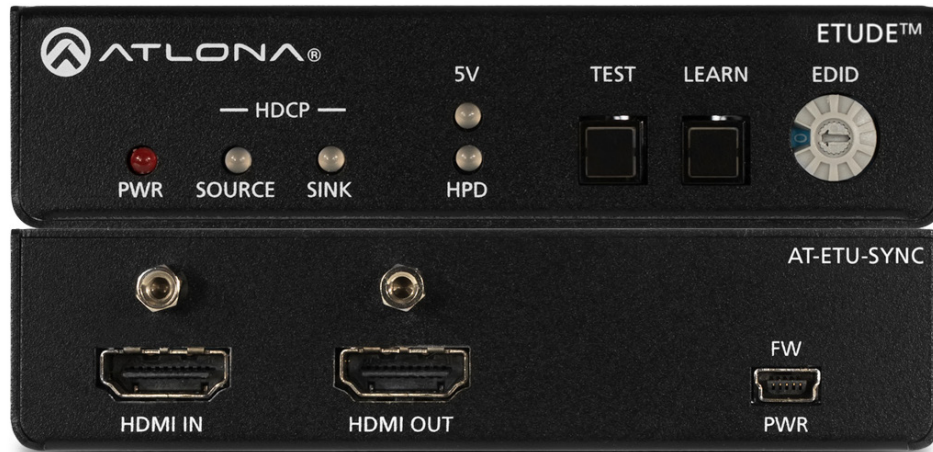 ATLONA®
ETUDE™
5V
TEST
LEARN
EDID
HDCP
0
PWR
SOURCE
SINK
HPD
AT-ETU-SYNC
FW
HDMI IN
HDMI OUT
PWR